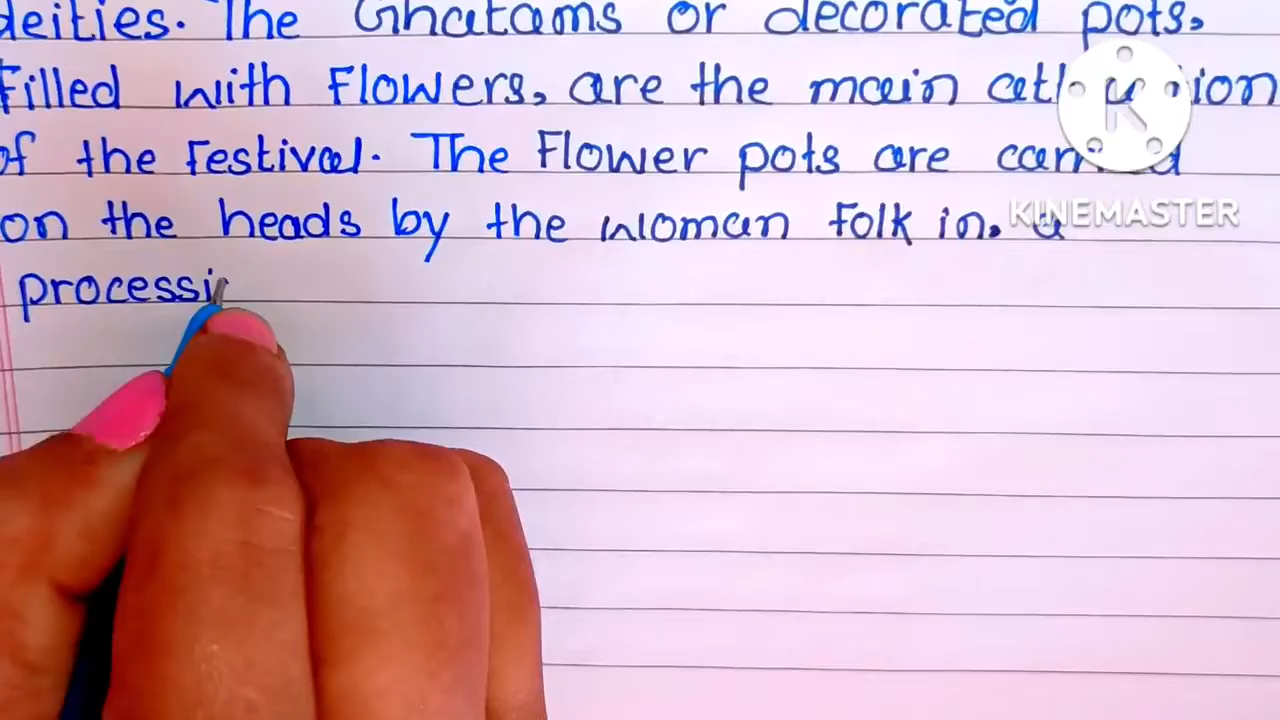 deities. The Ghatams or decorated pots,
filled with Flowers, are the main
of the Festival. The Flower pots are carried
on the heads by the woman folk in. a
KINEMASTER
processi